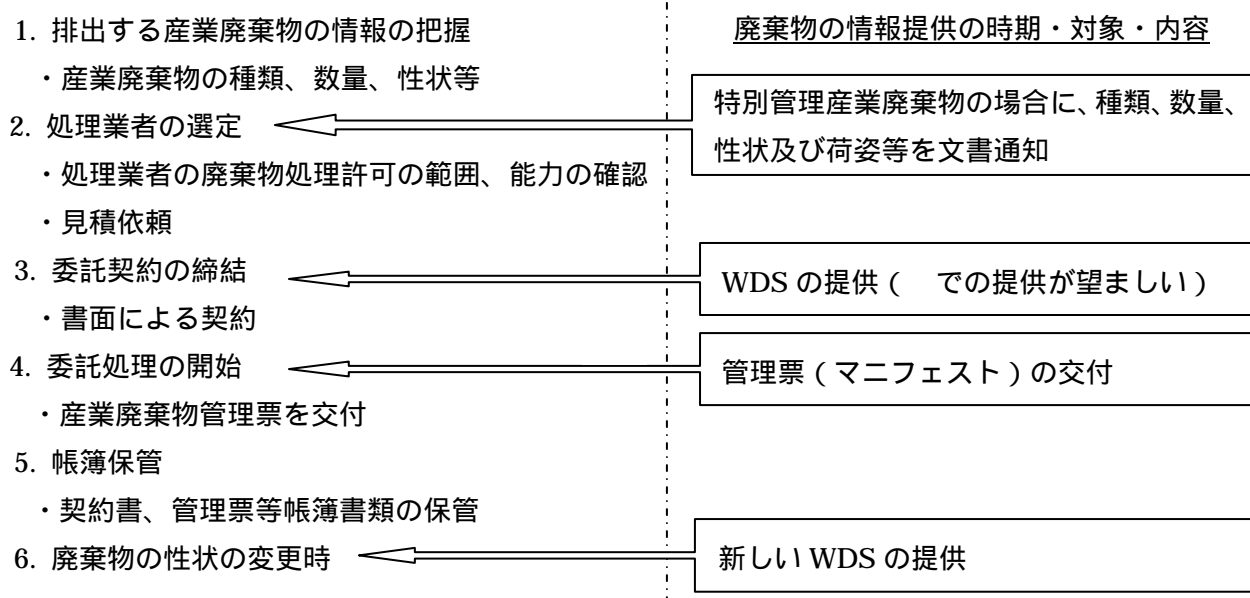 1. 排出する産業廃棄物の情報の把握
・産業廃棄物の種類、数量、性状等
2. 処理業者の選定
・処理業者の廃棄物処理許可の範囲、能力の確認
・見積依頼
3. 委託契約の締結
・書面による契約
4. 委託処理の開始
・産業廃棄物管理票を交付
5. 帳簿保管
・契約書、管理票等帳簿書類の保管
6. 廃棄物の性状の変更時
廃棄物の情報提供の時期・対象・内容
特別管理産業廃棄物の場合に、種類、数量、
性状及び荷姿等を文書通知
WDS の提供（　での提供が望ましい）
管理票（マニフェスト）の交付
新しい WDS の提供